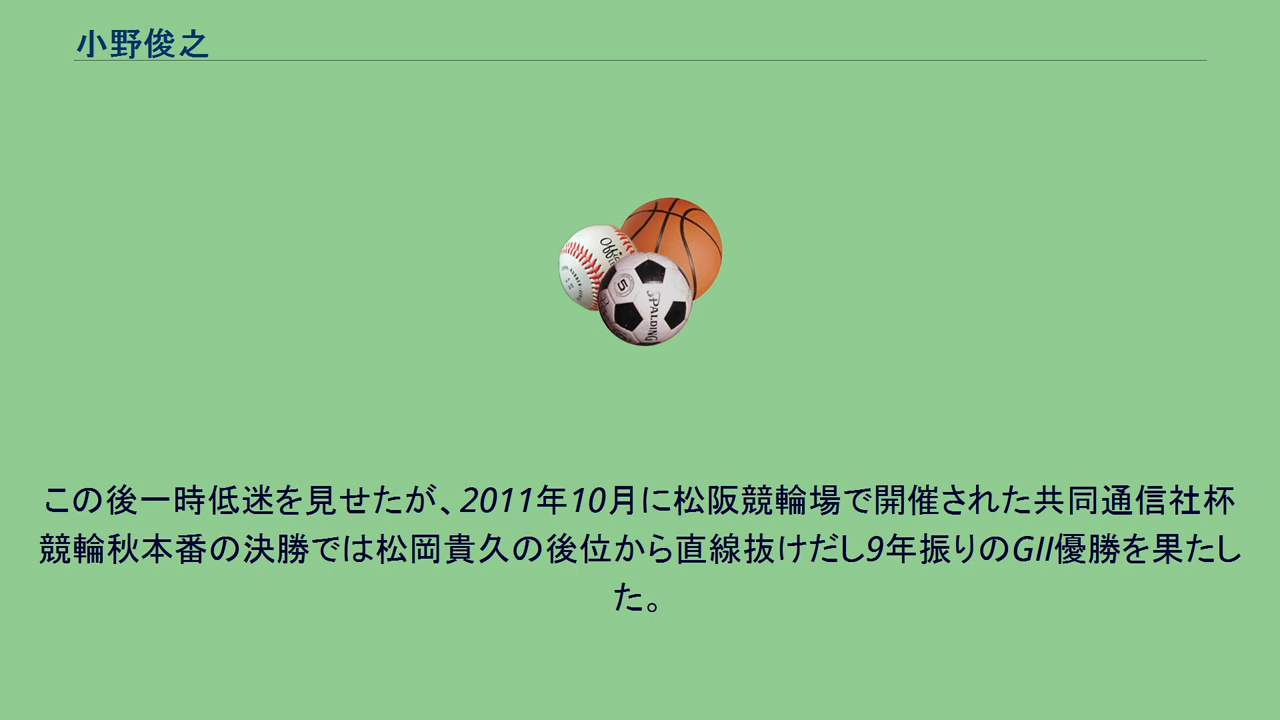 小野俊之
Offici
5
SPALDING
この後一時低迷を見せたが、2011年10月に松阪競輪場で開催された共同通信社杯
競輪秋本番の決勝では松岡貴久の後位から直線抜けだし9年振りのGII優勝を果たし
た。